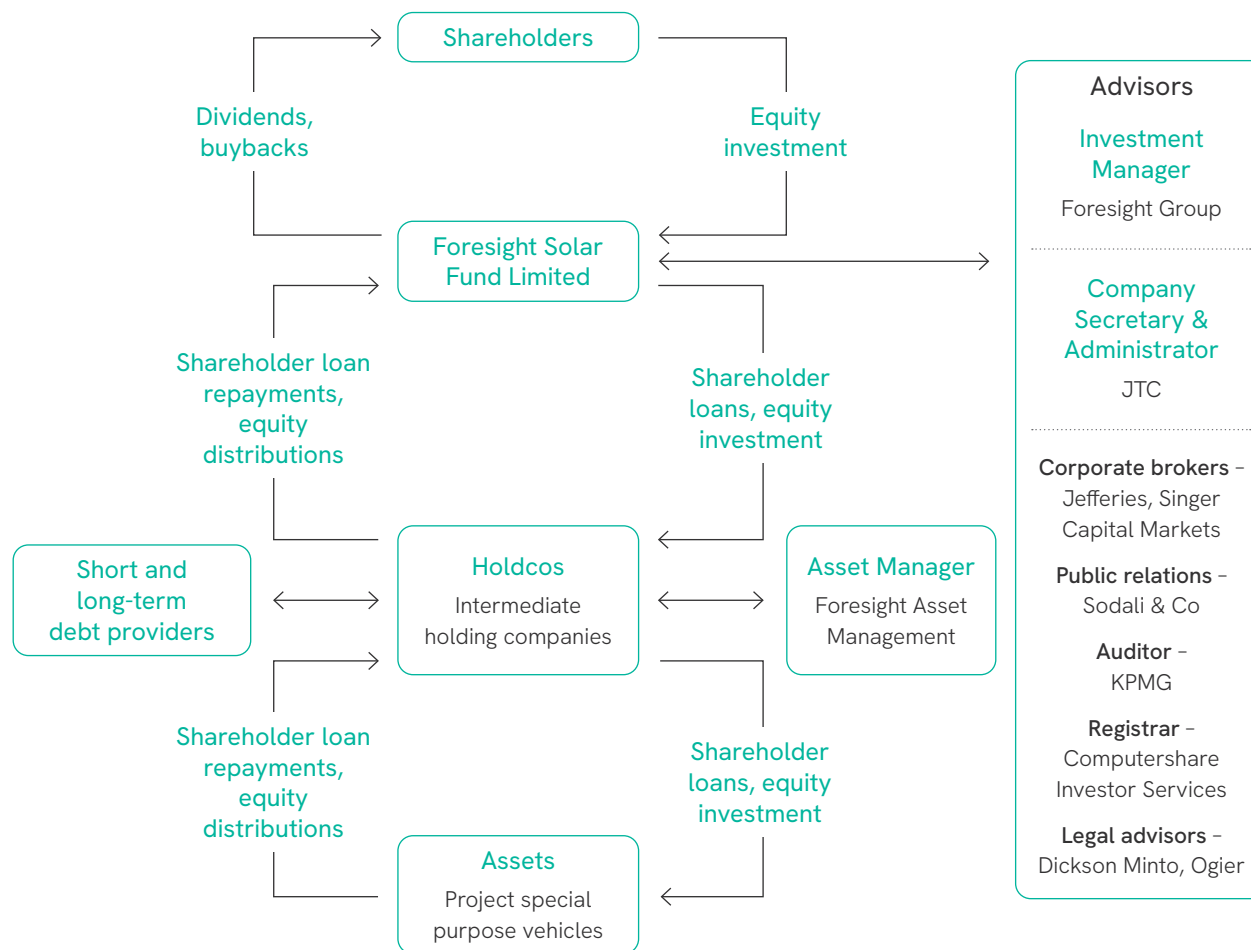 Shareholders
Dividends,
buybacks
Equity
investment
Foresight Solar
Fund Limited
Shareholder loan
repayments,
equity
distributions
Shareholder
loans, equity
investment
Short and
long-term
debt providers
Holdcos
Intermediate
holding companies
Asset Manager
Foresight Asset
Management
Shareholder loan
repayments,
equity
distributions
Shareholder
loans, equity
investment
Assets
Project special
purpose vehicles
Advisors
Investment
Manager
Foresight Group
Company
Secretary &
Administrator
JTC
Corporate brokers –
Jefferies, Singer
Capital Markets
Public relations –
Sodali & Co
Auditor –
KPMG
Registrar –
Computershare
Investor Services
Legal advisors –
Dickson Minto, Ogier